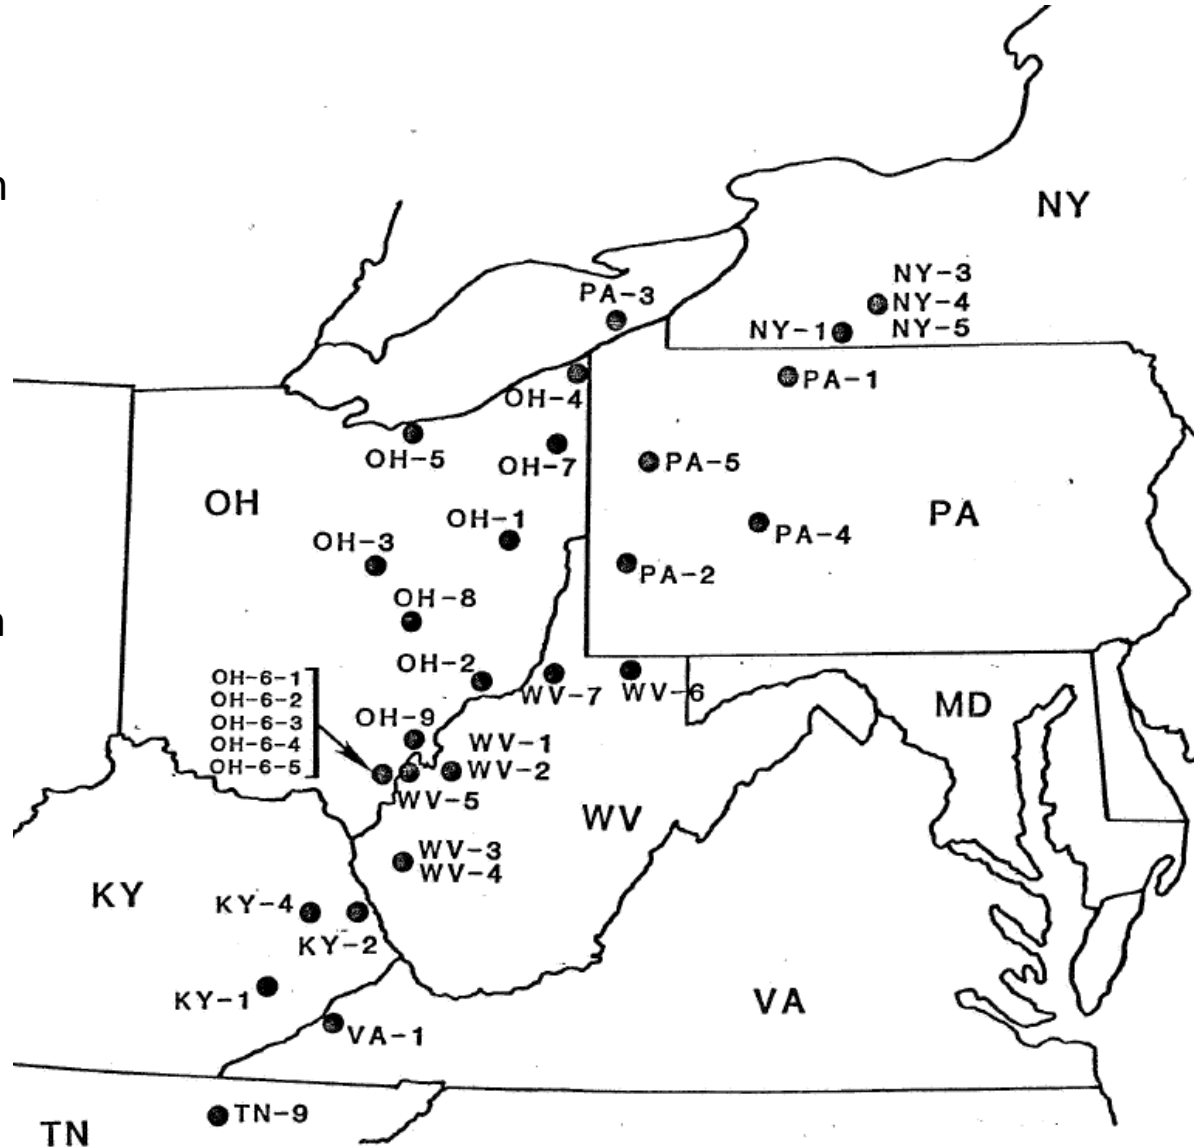 n
NY
NY-3
PA-3
NY-4
NY-1
NY-5
PA-1
OH-4
OH-5
OH-7
PA-5
OH
PA
OH-1
PA-4
OH-3
PA-2
OH-8
OH-2
OH-6-1
OH-6-2
OH-6-3
OH-6-4
OH-6-5
WV-7
WV-6
MD
OH-9
WV-1
WV-2
WV-5
WV
WV-3
WV-4
KY
KY-4
KY-2
KY-1
VA
VA-1
TN-9
TN
n